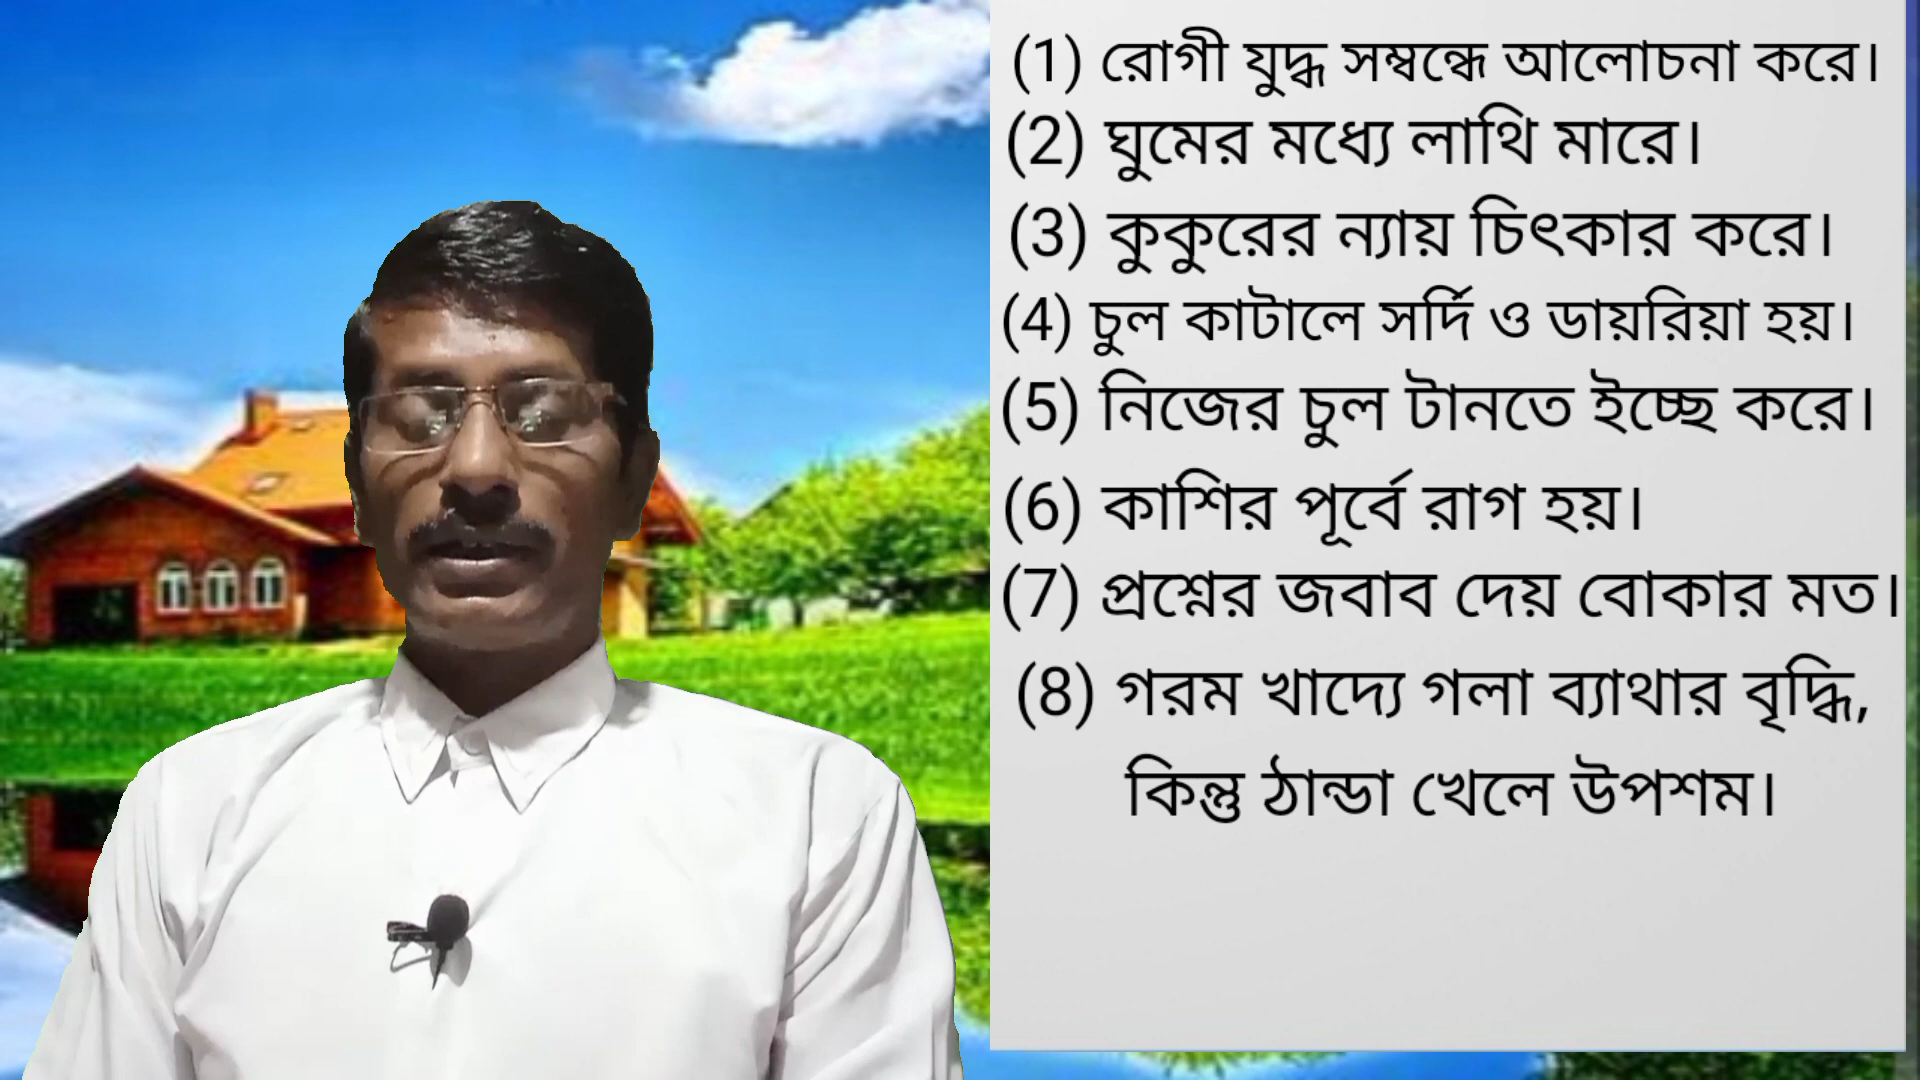 (1) রোগী যুদ্ধ সম্বন্ধে আলোচনা করে।
(2) ঘুমের মধ্যে লাথি মারে।
(3) কুকুরের ন্যায় চিৎকার করে।
(4) চুল কাটালে সর্দি ও ডায়রিয়া হয়।
(5) নিজের চুল টানতে ইচ্ছে করে।
(6) কাশির পূর্বে রাগ হয়।
(7) প্রশ্নের জবাব দেয় বোকার মত।
(8) গরম খাদ্যে গলা ব্যাথার বৃদ্ধি,
কিন্তু ঠান্ডা খেলে উপশম।